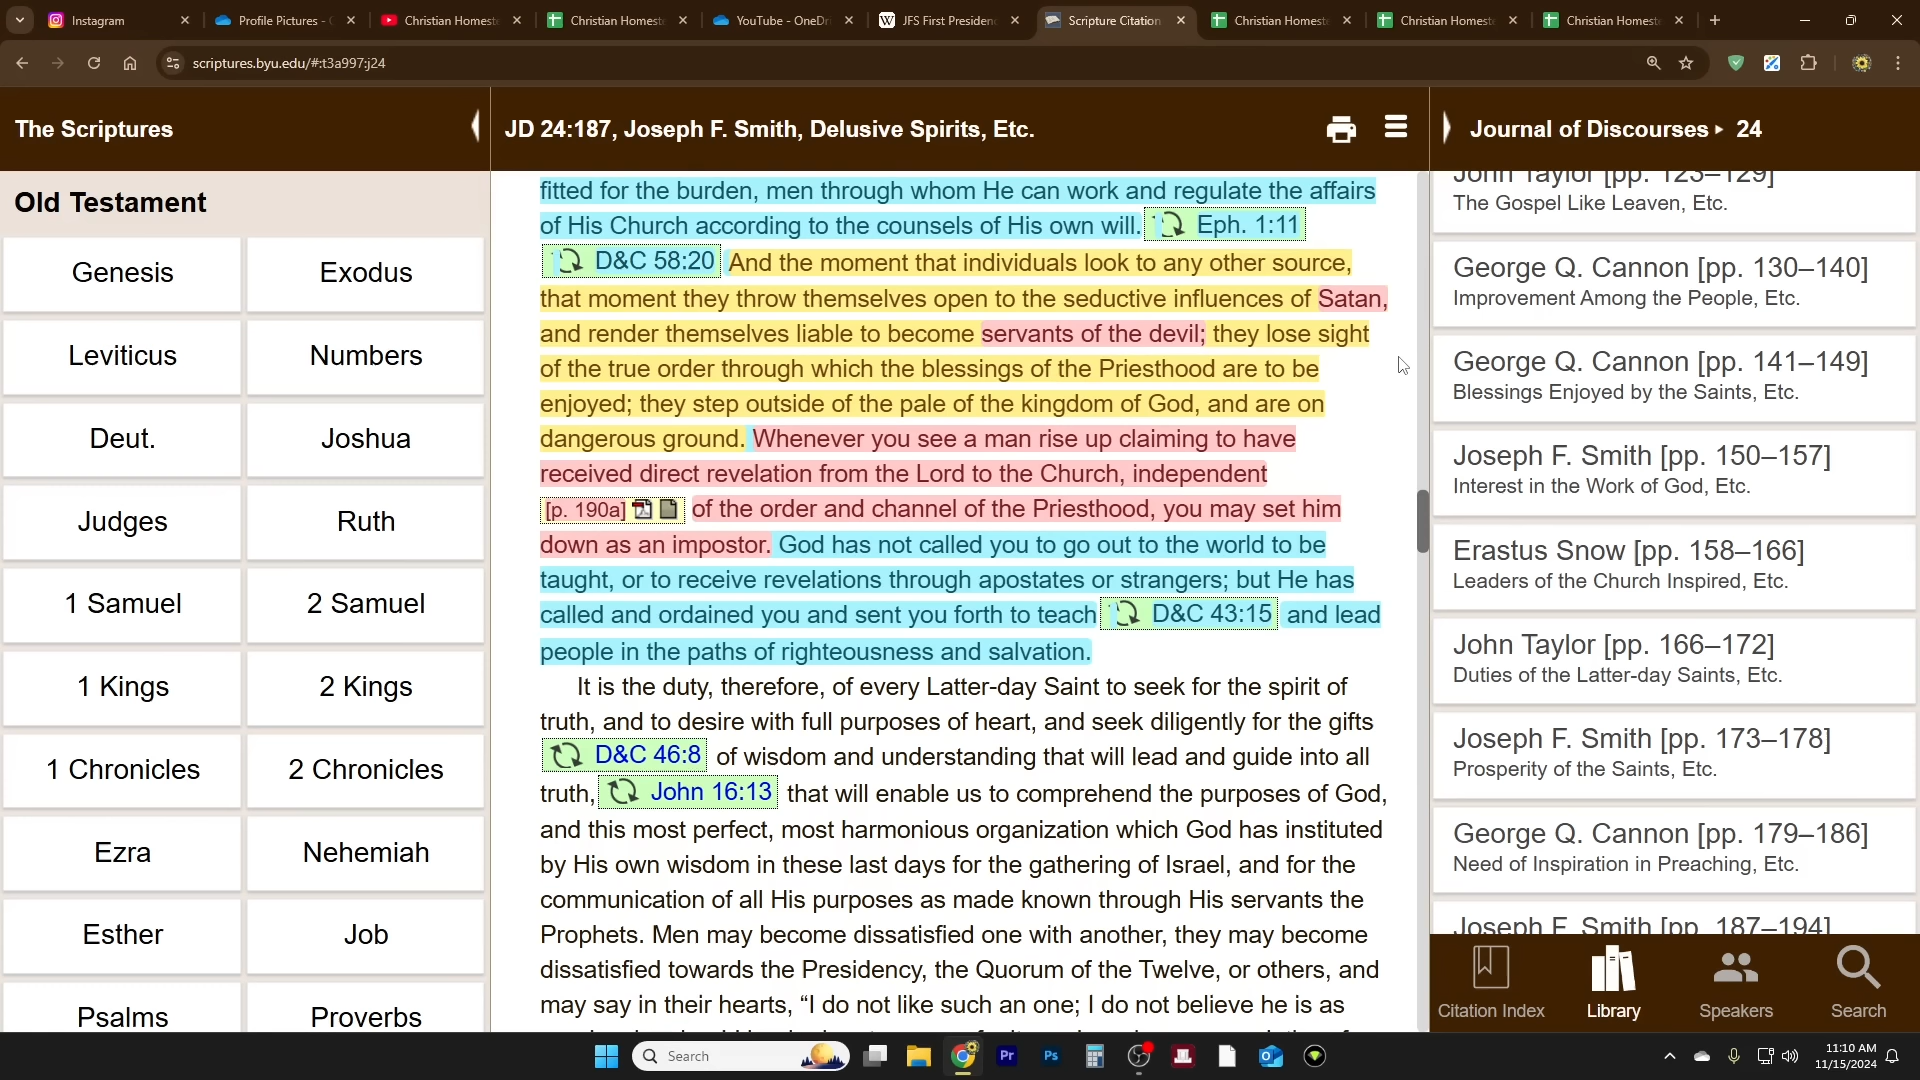 Instagram
Profile Pictures -
Christian Homest
Christian Homest
YouTube - OneDri
JFS First Presiden
Scripture Citation
Christian Homest
Christian Homest
Christian Homest
scriptures.byu.edu/#:t3a997:j24
The Scriptures
JD 24:187, Joseph F. Smith, Delusive Spirits, Etc.
Journal of Discourses ▸ 24
Old Testament
Genesis
Exodus
Leviticus
Numbers
Deut.
Joshua
Judges
Ruth
1 Samuel
2 Samuel
1 Kings
2 Kings
1 Chronicles
2 Chronicles
Ezra
Nehemiah
Esther
Job
Psalms
Proverbs
fitted for the burden, men through whom He can work and regulate the affairs
of His Church according to the counsels of His own will. Eph. 1:11
D&C 58:20 And the moment that individuals look to any other source,
that moment they throw themselves open to the seductive influences of Satan,
and render themselves liable to become servants of the devil; they lose sight
of the true order through which the blessings of the Priesthood are to be
enjoyed; they step outside of the pale of the kingdom of God, and are on
dangerous ground. Whenever you see a man rise up claiming to have
received direct revelation from the Lord to the Church, independent
[p. 190a] of the order and channel of the Priesthood, you may set him
down as an impostor. God has not called you to go out to the world to be
taught, or to receive revelations through apostates or strangers; but He has
called and ordained you and sent you forth to teach D&C 43:15 and lead
people in the paths of righteousness and salvation.
It is the duty, therefore, of every Latter-day Saint to seek for the spirit of
truth, and to desire with full purposes of heart, and seek diligently for the gifts
D&C 46:8 of wisdom and understanding that will lead and guide into all
truth, John 16:13 that will enable us to comprehend the purposes of God,
and this most perfect, most harmonious organization which God has instituted
by His own wisdom in these last days for the gathering of Israel, and for the
communication of all His purposes as made known through His servants the
Prophets. Men may become dissatisfied one with another, they may become
dissatisfied towards the Presidency, the Quorum of the Twelve, or others, and
may say in their hearts, “I do not like such an one; I do not believe he is as
John Taylor [pp. 123–129]
The Gospel Like Leaven, Etc.
George Q. Cannon [pp. 130–140]
Improvement Among the People, Etc.
George Q. Cannon [pp. 141–149]
Blessings Enjoyed by the Saints, Etc.
Joseph F. Smith [pp. 150–157]
Interest in the Work of God, Etc.
Erastus Snow [pp. 158–166]
Leaders of the Church Inspired, Etc.
John Taylor [pp. 166–172]
Duties of the Latter-day Saints, Etc.
Joseph F. Smith [pp. 173–178]
Prosperity of the Saints, Etc.
George Q. Cannon [pp. 179–186]
Need of Inspiration in Preaching, Etc.
Joseph F. Smith [pp. 187–194]
Citation Index
Library
Speakers
Search
Search
Pr
Ps
11:10 AM
11/15/2024